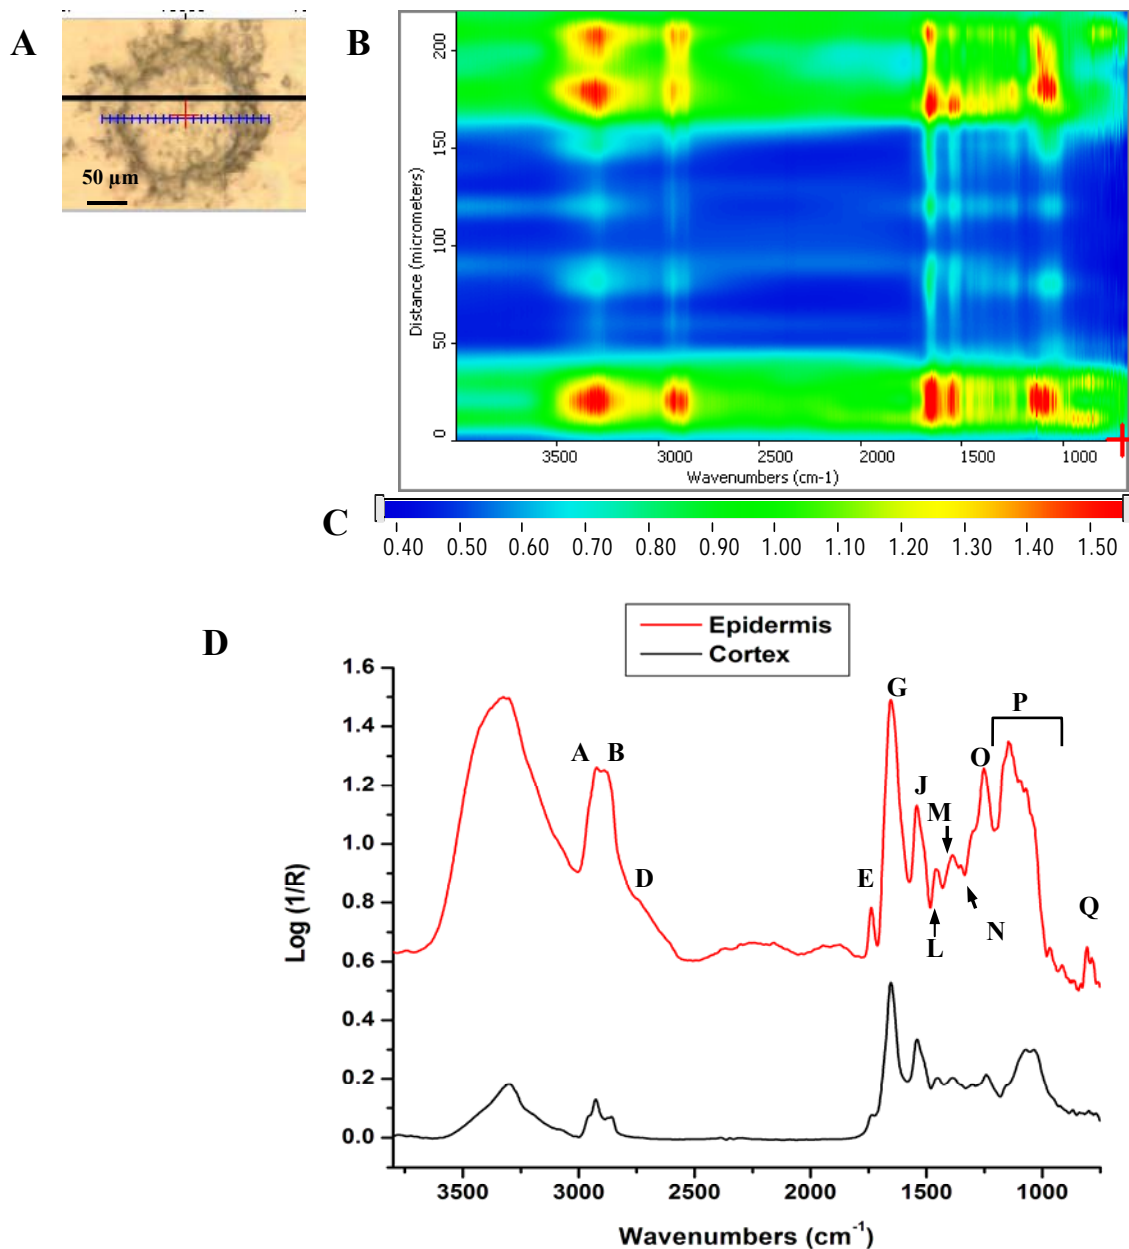 A
50 µm
B
Distance (micrometers)
200
150
100
50
0
3500 3000 2500 2000 1500 1000
Wavenumbers (cm-1)
C
0.40 0.50 0.60 0.70 0.80 0.90 1.00 1.10 1.20 1.30 1.40 1.50
D
Epidermis
Cortex
Log (1/R)
1.6
1.4
1.2
1.0
0.8
0.6
0.4
0.2
0.0
A B D E G J L M N O P Q
3500 3000 2500 2000 1500 1000
Wavenumbers (cm-1)